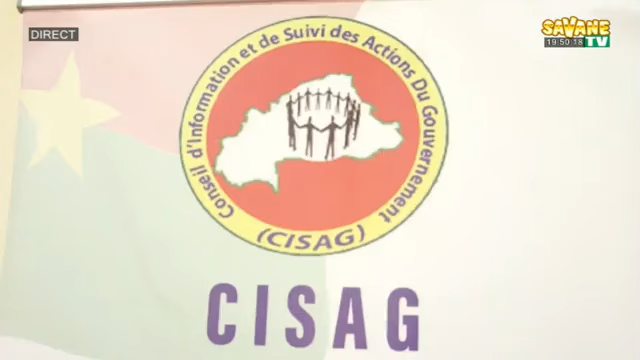 DIRECT
SAVANE
19:50:18 TV
Conseil d'Information et de Suivi des Actions Du Gouvernement
(CISAG)
CISAG